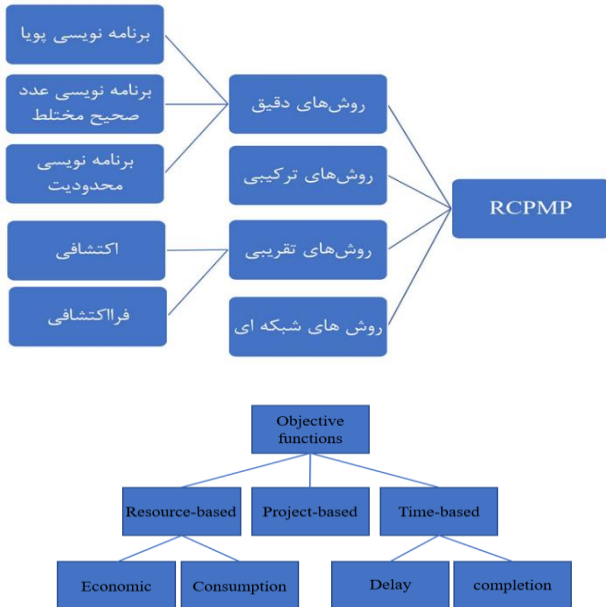 RCPMP
روش‌های دقیق
برنامه نویسی پویا
برنامه نویسی عدد
صحیح مختلط
برنامه نویسی
محدودیت
روش‌های ترکیبی
روش‌های تقریبی
اکتشافی
فرااکتشافی
روش های شبکه ای
Objective
functions
Resource-based
Project-based
Time-based
Economic
Consumption
Delay
completion